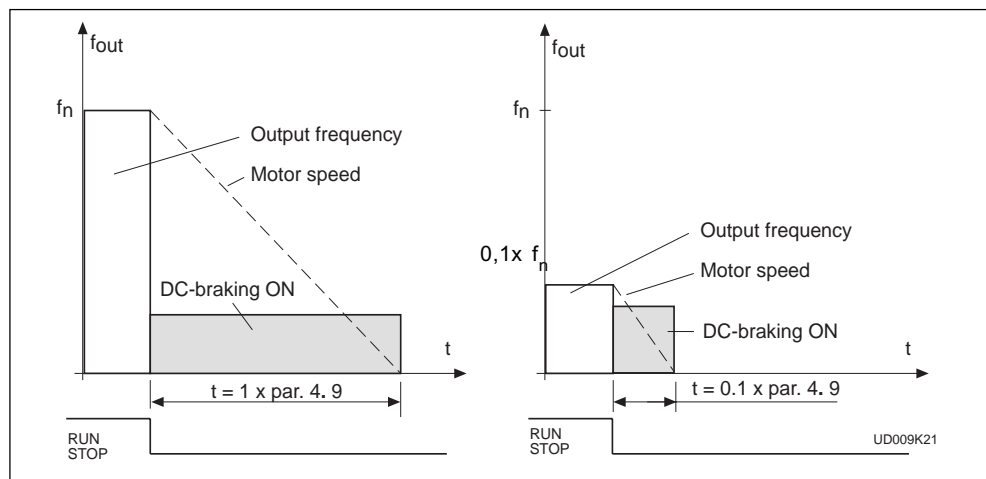 fout
fn
Output frequency
Motor speed
DC-braking ON
t
t = 1 x par. 4. 9
RUN
STOP
fout
fn
0,1x fn
Output frequency
Motor speed
DC-braking ON
t
t = 0.1 x par. 4. 9
RUN
STOP
UD009K21